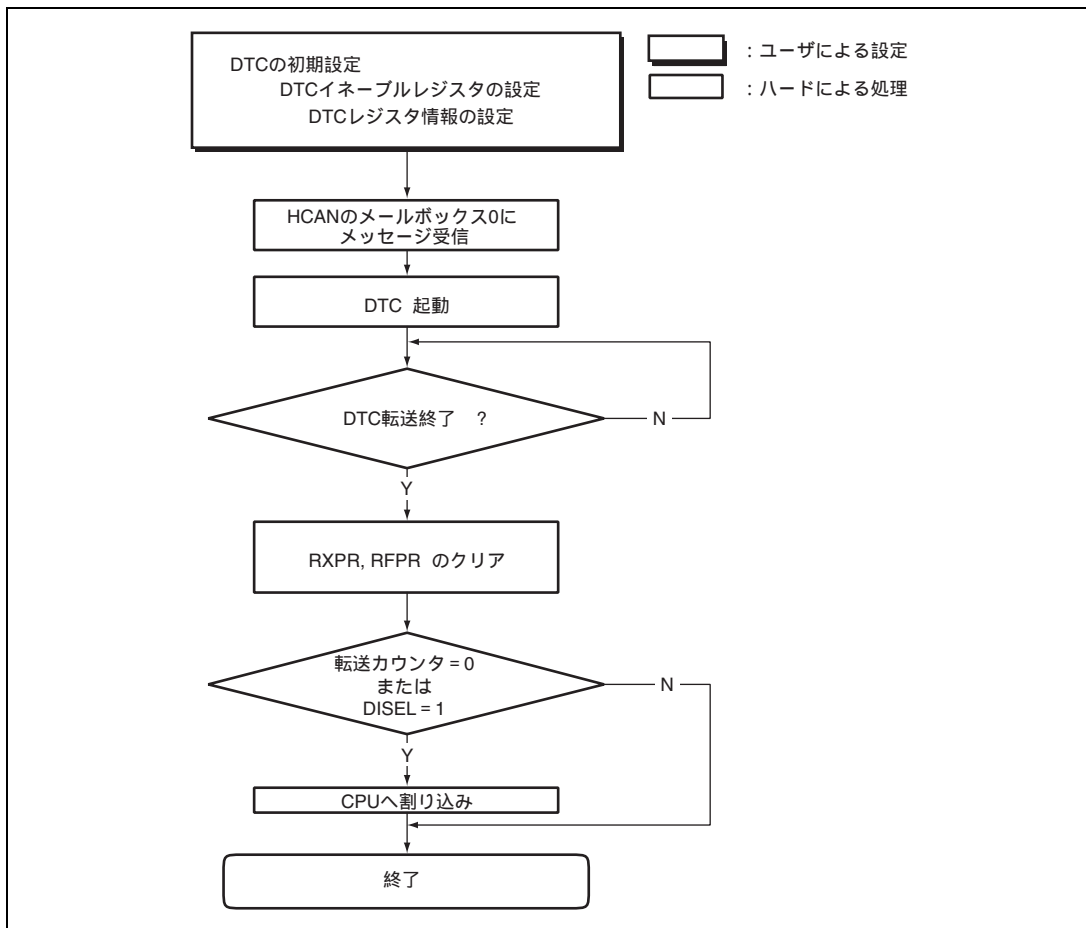 DTCの初期設定
DTCイネーブルレジスタの設定
DTCレジスタ情報の設定
:ユーザによる設定
:ハードによる処理
HCANのメールボックス0に
メッセージ受信
DTC 起動
DTC転送終了 ?
N
Y
RXPR, RFPR のクリア
転送カウンタ = 0
または
DISEL = 1
N
Y
CPUへ割り込み
終了